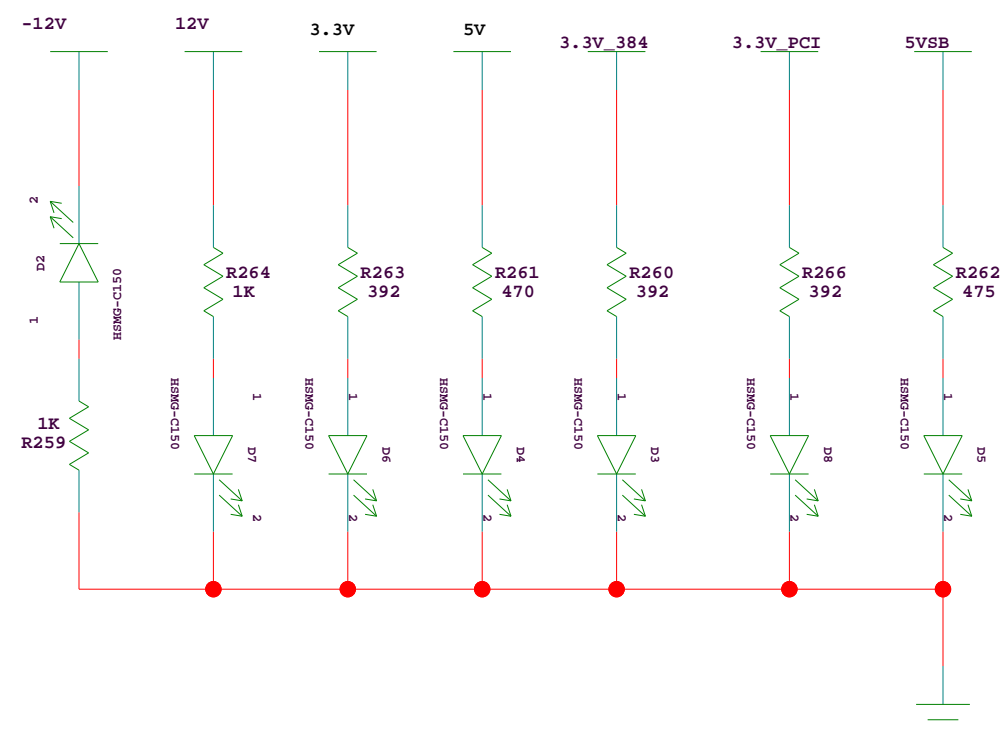 -12V
12V
3.3V
5V
3.3V_384
3.3V_PCI
5VSB
2
D2
1
HSMG-C150
1K
R259
R264
1K
HSMG-C150
1
D7
2
R263
392
HSMG-C150
1
D6
2
R261
470
HSMG-C150
1
D4
2
R260
392
HSMG-C150
1
D3
2
R266
392
HSMG-C150
1
D8
2
R262
475
HSMG-C150
1
D5
2